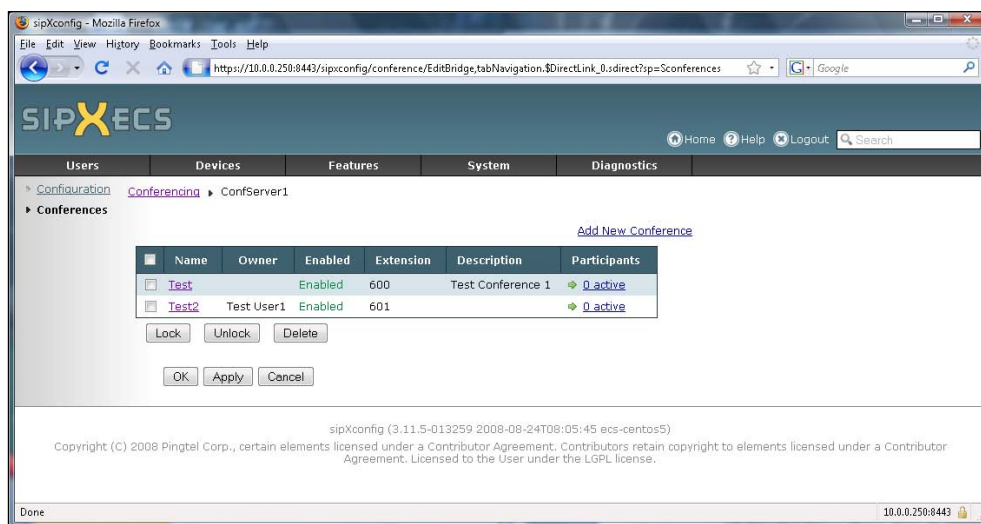 sipXconfig - Mozilla Firefox
File Edit View History Bookmarks Tools Help
https://10.0.0.250:8443/sipxconfig/conference/EditBridge,tabNavigation.$DirectLink_0.sdirect?sp=Sconferences
G Google
SIPXECS
Home Help Logout Search
Users Devices Features System Diagnostics
Configuration
Conferences
Conferencing ConfServer1
Add New Conference
Name Owner Enabled Extension Description Participants
Test Enabled 600 Test Conference 1 0 active
Test2 Test User1 Enabled 601 0 active
Lock Unlock Delete
OK Apply Cancel
sipXconfig (3.11.5-013259 2008-08-24T08:05:45 ecs-centos5)
Copyright (C) 2008 Pingtel Corp., certain elements licensed under a Contributor Agreement. Contributors retain copyright to elements licensed under a Contributor
Agreement. Licensed to the User under the LGPL license.
Done 10.0.0.250:8443